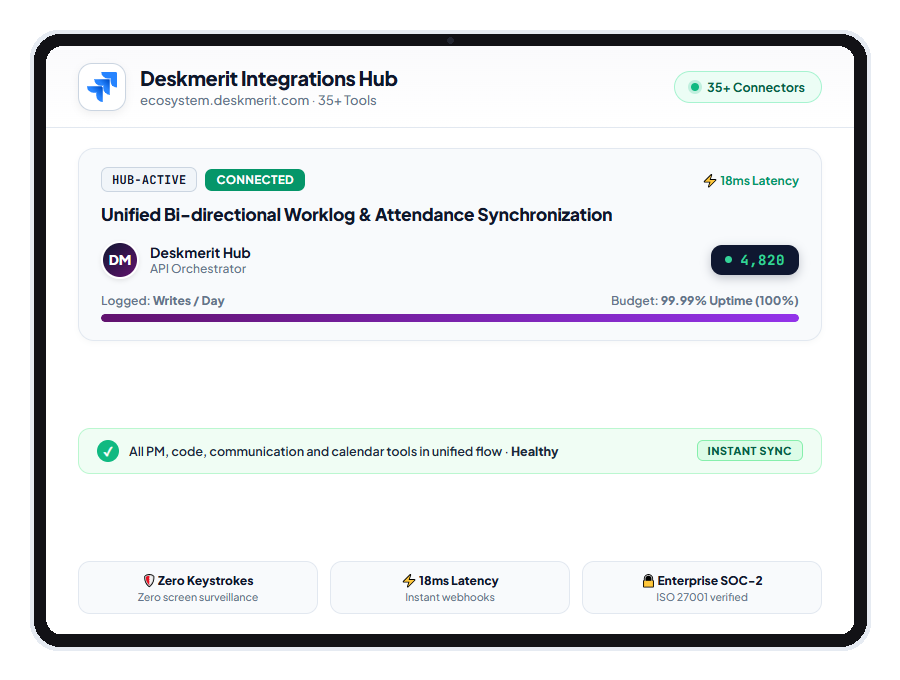 Deskmerit Integrations Hub
ecosystem.deskmerit.com · 35+ Tools
35+ Connectors
HUB-ACTIVE
CONNECTED
⚡ 18ms Latency
Unified Bi-directional Worklog & Attendance Synchronization
DM
Deskmerit Hub
API Orchestrator
4,820
Logged: Writes / Day
Budget: 99.99% Uptime (100%)
All PM, code, communication and calendar tools in unified flow · Healthy
INSTANT SYNC
Zero Keystrokes
Zero screen surveillance
⚡ 18ms Latency
Instant webhooks
🔒 Enterprise SOC-2
ISO 27001 verified